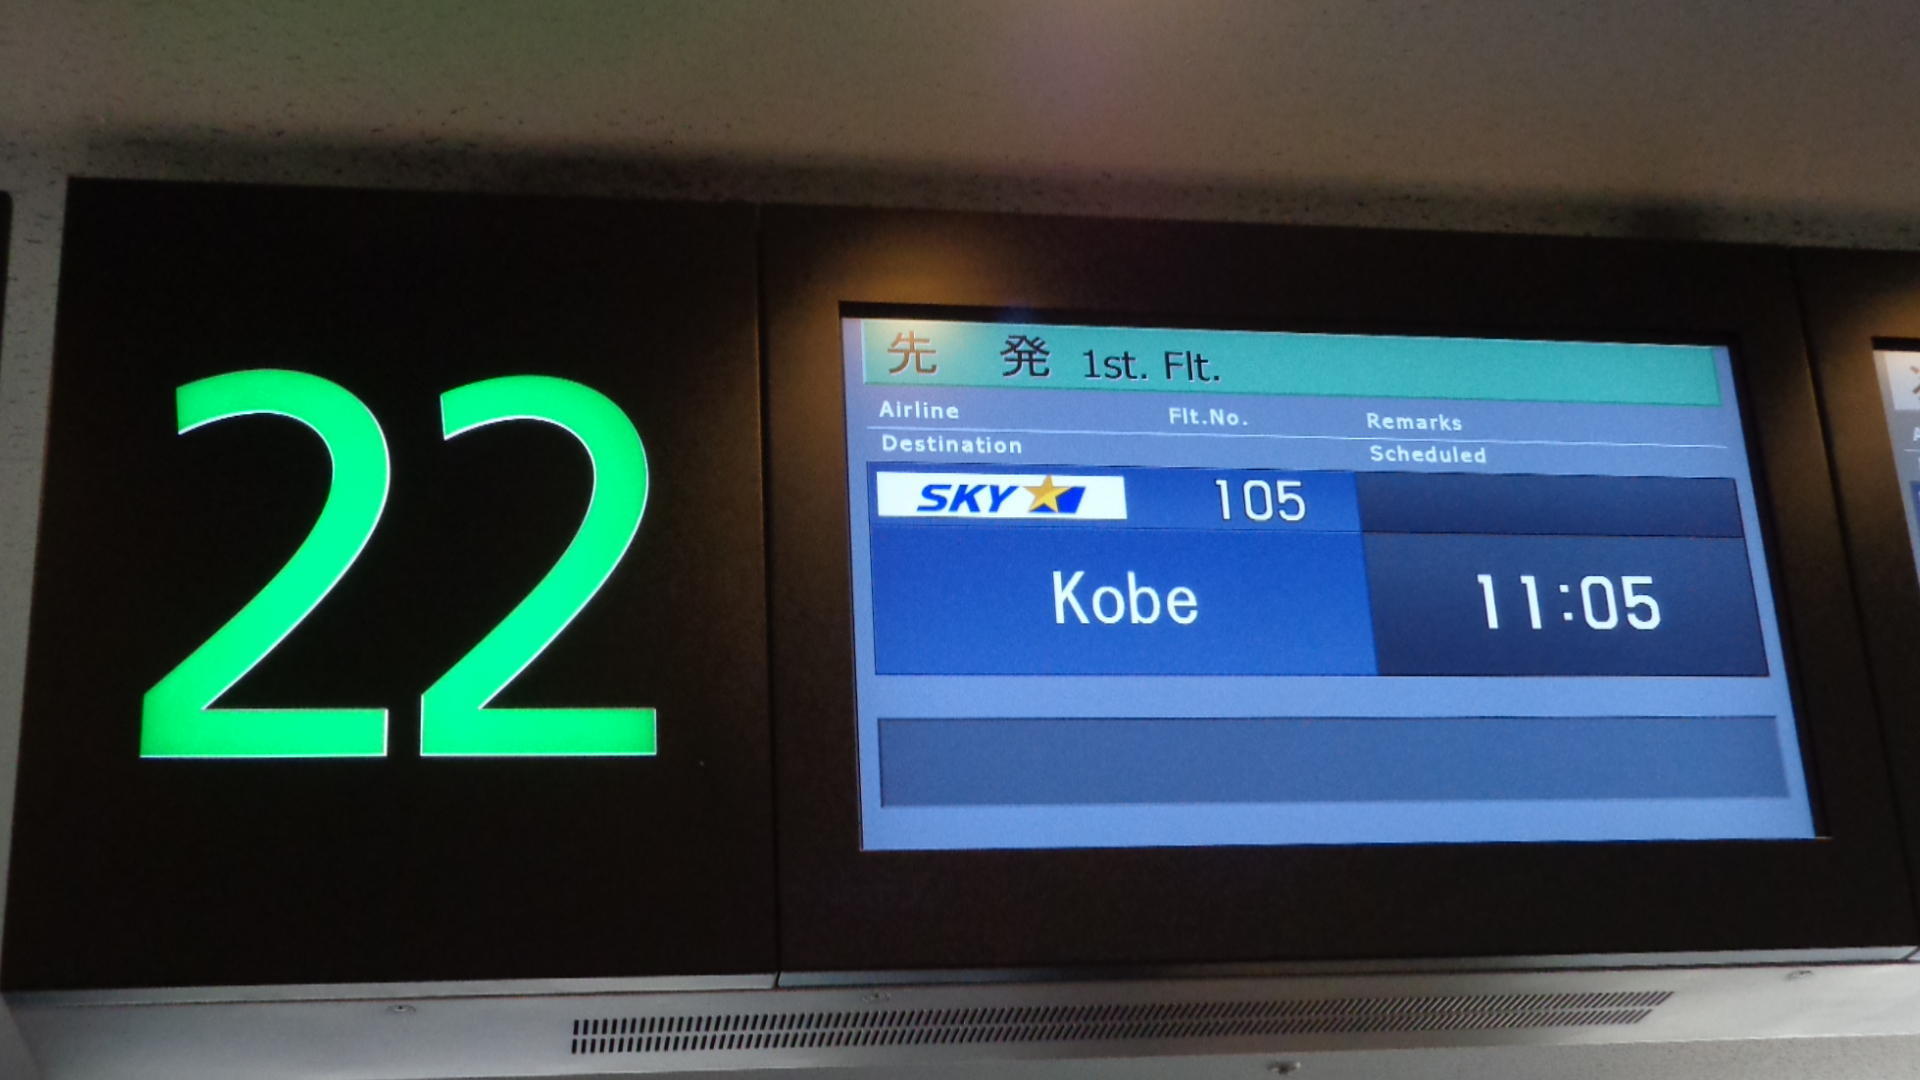 22
先 発 1st. Flt.
Airline Flt.No. Remarks
Destination Scheduled
SKY 105
Kobe 11:05